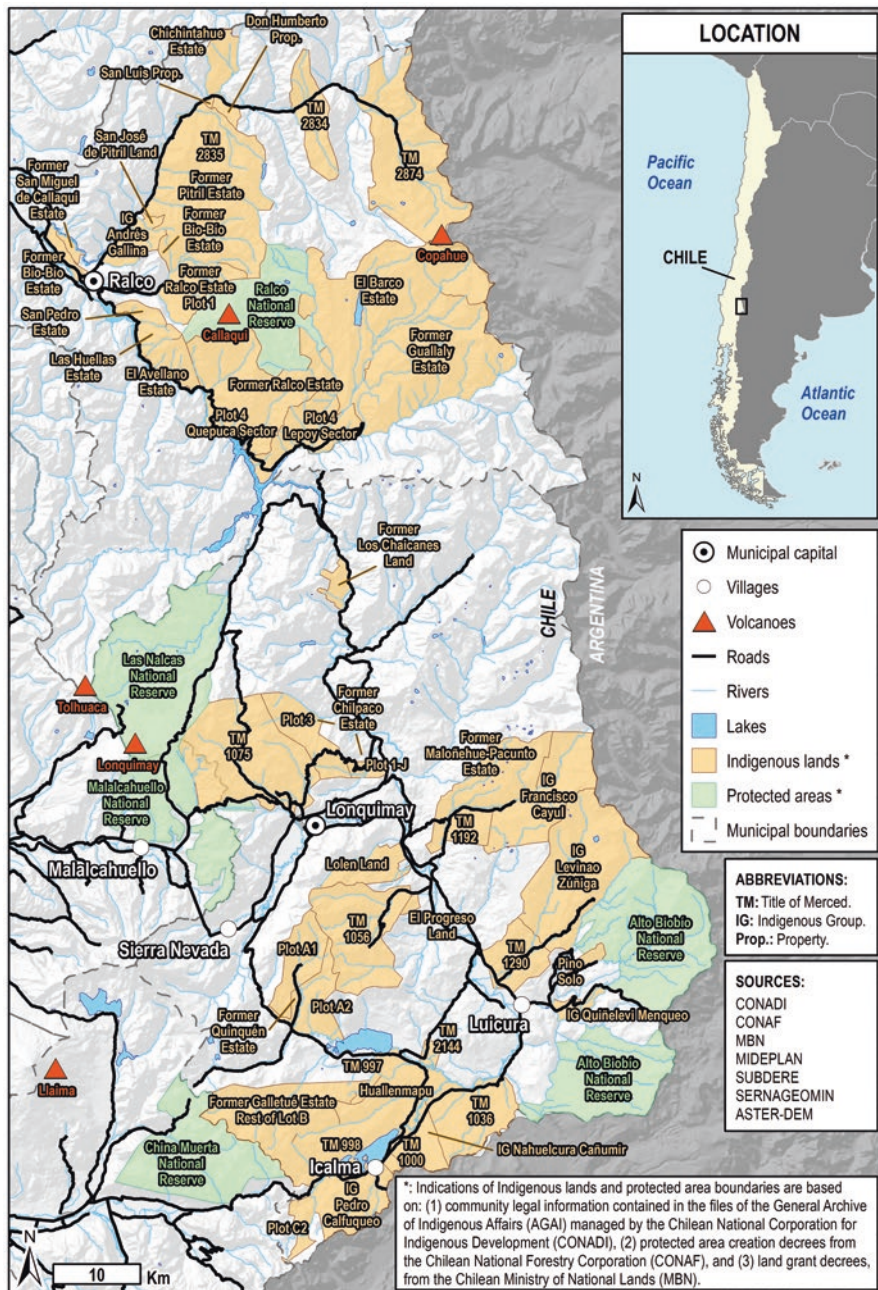 Don Humberto
Prop.
Chichintahue
Estate
San Luis Prop.
San José
de Pitril Land
TM
2835
TM
2834
TM
2874
Former
San Miguel
de Callaqui
Estate
Former
Pitril Estate
IG
Andrés
Gallina
Former
Bio-Bio
Estate
Copahue
Former
Bio-Bio
Estate
Ralco
Former
Ralco Estate
Plot 1
Ralco
National
Reserve
El Barco
Estate
San Pedro
Estate
Callaqui
Former
Guallaly
Estate
Las Huellas
Estate
El Avellano
Estate
Former Ralco Estate
Plot 4
Quepuca Sector
Plot 4
Lepoy Sector
Former
Los Chaicanes
Land
CHILE
ARGENTINA
Las Nalcas
National
Reserve
Tolhuaca
Lonquimay
TM
1075
Plot 3
Former
Chilpaco
Estate
Plot 1-J
Former
Maloñehue-Pacunto
Estate
Malalcahuello
National
Reserve
IG
Francisco
Cayul
Lonquimay
TM
1192
Malalcahuello
Lolen Land
IG
Levinao
Zúñiga
TM
1056
El Progreso
Land
Alto Biobío
National
Reserve
Sierra Nevada
Plot A1
TM
1290
Pino
Solo
Former
Quinquén
Estate
Plot A2
Luicura
IG Quiñelevi Menqueo
TM
2144
Llaima
TM 997
Alto Biobío
National
Reserve
Former Galletué Estate
Rest of Lot B
Huallenmapu
TM
1036
China Muerta
National
Reserve
TM 998
TM
1000
IG Nahuelcura Cañumir
Icalma
IG
Pedro
Calfuqueo
Plot C2
N
10 Km
LOCATION
Pacific
Ocean
CHILE
Atlantic
Ocean
N
Municipal capital
Villages
Volcanoes
Roads
Rivers
Lakes
Indigenous lands *
Protected areas *
Municipal boundaries
ABBREVIATIONS:
TM: Title of Merced.
IG: Indigenous Group.
Prop.: Property.
SOURCES:
CONADI
CONAF
MBN
MIDEPLAN
SUBDERE
SERNAGEOMIN
ASTER-DEM
*: Indications of Indigenous lands and protected area boundaries are based
on: (1) community legal information contained in the files of the General Archive
of Indigenous Affairs (AGAI) managed by the Chilean National Corporation for
Indigenous Development (CONADI), (2) protected area creation decrees from
the Chilean National Forestry Corporation (CONAF), and (3) land grant decrees,
from the Chilean Ministry of National Lands (MBN).